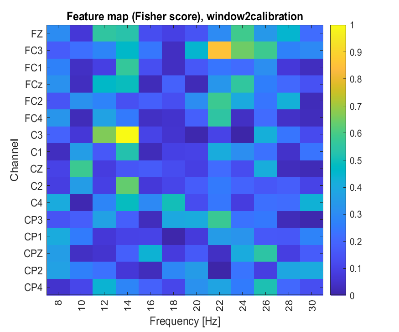 Feature map (Fisher score), window2calibration
FZ
FC3
FC1
FCz
FC2
FC4
C3
C1
CZ
C2
C4
CP3
CP1
CPZ
CP2
CP4
Channel
8 10 12 14 16 18 20 22 24 26 28 30
Frequency [Hz]
1
0.9
0.8
0.7
0.6
0.5
0.4
0.3
0.2
0.1
0